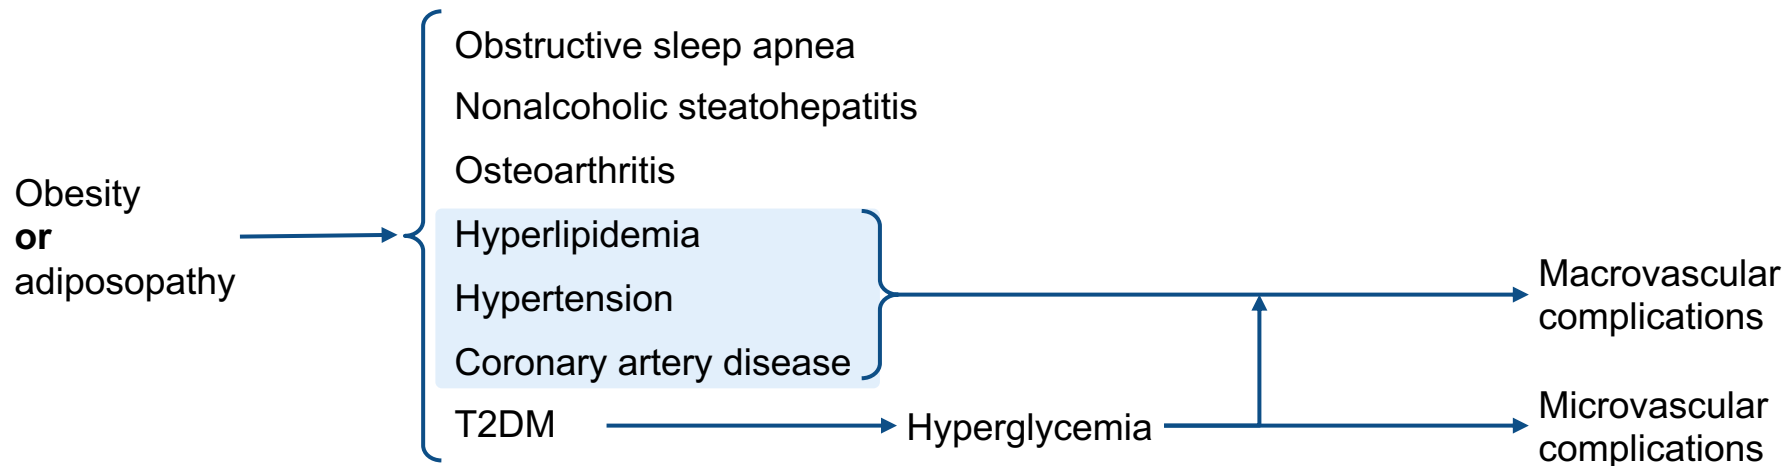 Obesity
or
adiposopathy
Obstructive sleep apnea
Nonalcoholic steatohepatitis
Osteoarthritis
Hyperlipidemia
Hypertension
Coronary artery disease
T2DM
Hyperglycemia
Macrovascular
complications
Microvascular
complications